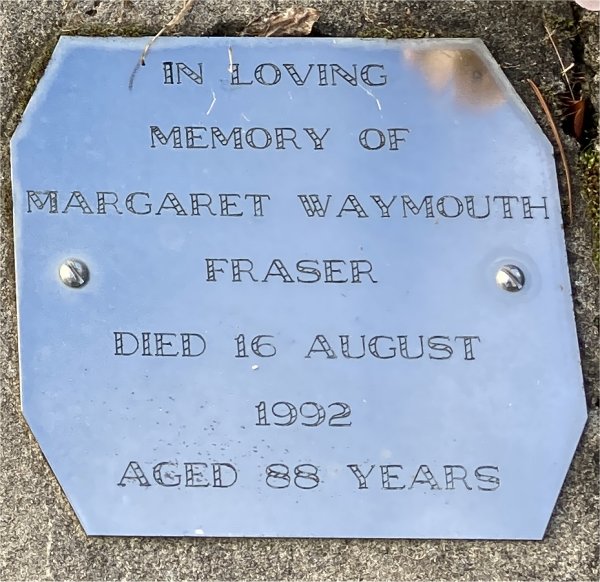 IN LOVING
MEMORY OF
MARGARET WAYMOUTH
FRASER
DIED 16 AUGUST
1992
AGED 88 YEARS